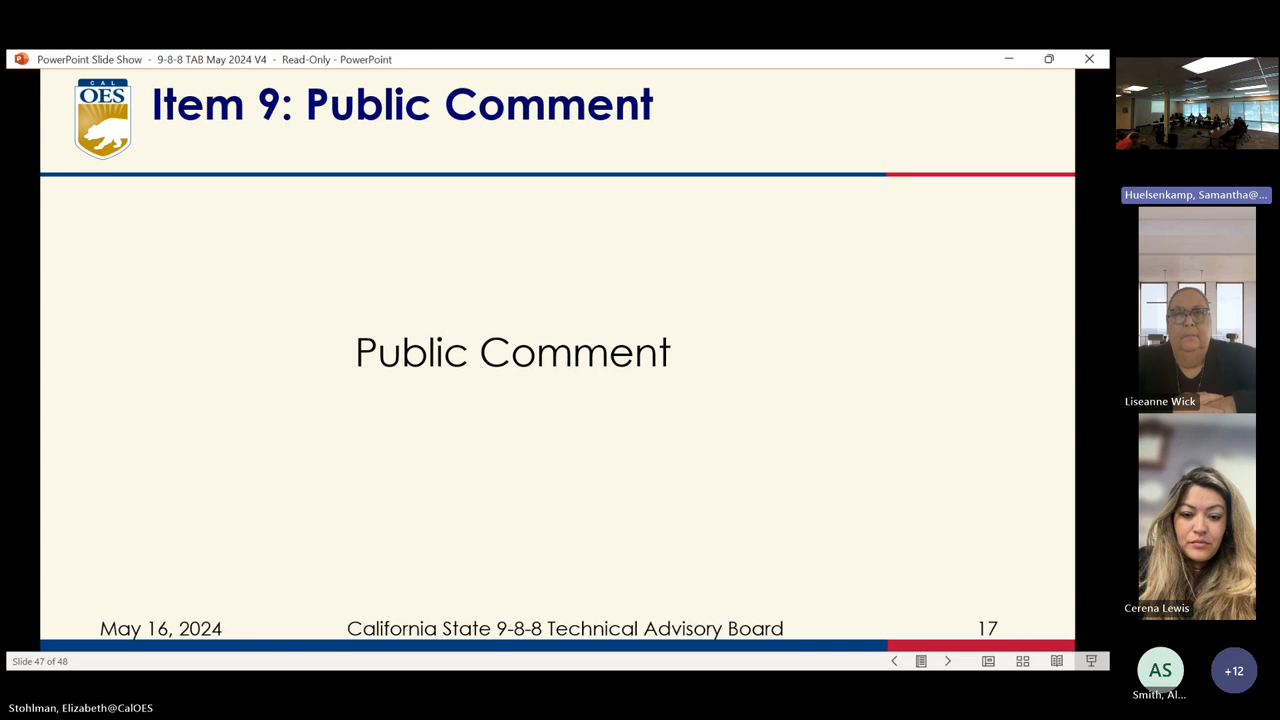 PowerPoint Slide Show - 9-8-8 TAB May 2024 V4 - Read-Only - PowerPoint
CAL
OES
Item 9: Public Comment
Public Comment
May 16, 2024
California State 9-8-8 Technical Advisory Board
17
Slide 47 of 48
Huelsenkamp, Samantha@...
Liseanne Wick
Cerena Lewis
AS
+12
Smith, Al...
Stohlman, Elizabeth@CalOES